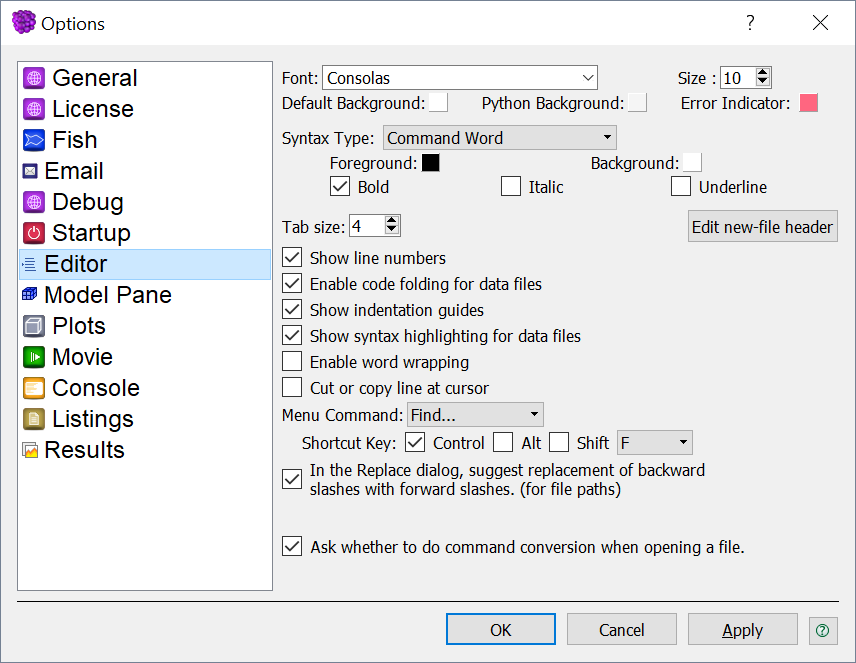 Options
?
General
License
Fish
Email
Debug
Startup
Editor
Model Pane
Plots
Movie
Console
Listings
Results
Font: Consolas Size : 10
Default Background: Python Background: Error Indicator:
Syntax Type: Command Word
Foreground: Background:
Bold Italic Underline
Tab size: 4 Edit new-file header
Show line numbers
Enable code folding for data files
Show indentation guides
Show syntax highlighting for data files
Enable word wrapping
Cut or copy line at cursor
Menu Command: Find...
Shortcut Key: Control Alt Shift F
In the Replace dialog, suggest replacement of backward
slashes with forward slashes. (for file paths)
Ask whether to do command conversion when opening a file.
OK Cancel Apply ?